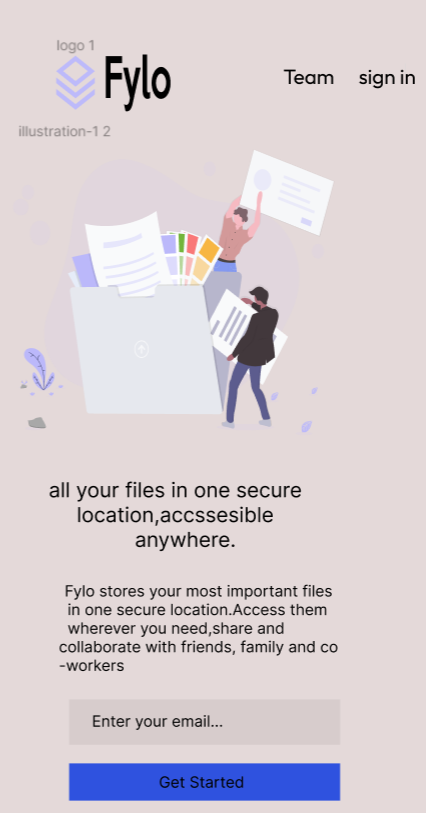 logo 1
Fylo
Team sign in
illustration-1 2
all your files in one secure
location,accssesible
anywhere.
Fylo stores your most important files
in one secure location.Access them
wherever you need,share and
collaborate with friends, family and co
-workers
Enter your email...
Get Started